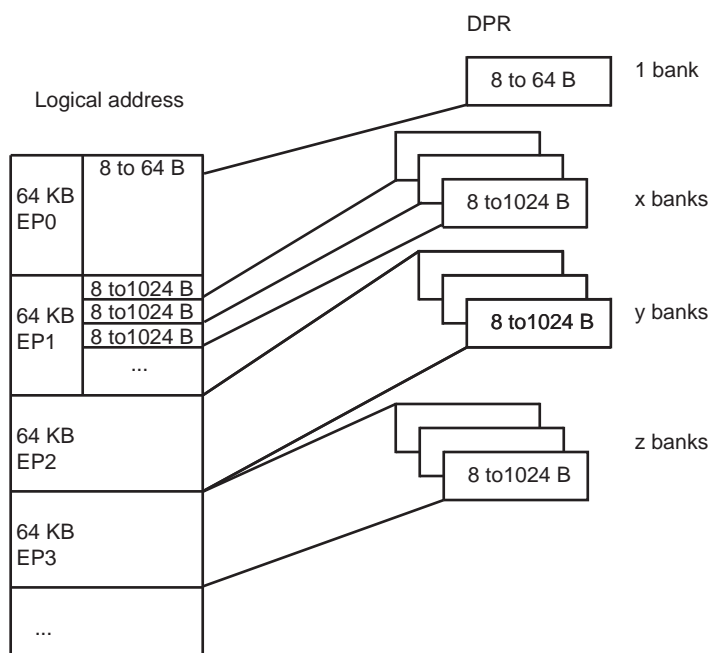 DPR
8 to 64 B
1 bank
Logical address
64 KB
EP0
8 to 64 B
8 to1024 B
x banks
64 KB
EP1
8 to1024 B
8 to1024 B
8 to1024 B
...
8 to1024 B
y banks
64 KB
EP2
8 to1024 B
z banks
64 KB
EP3
...